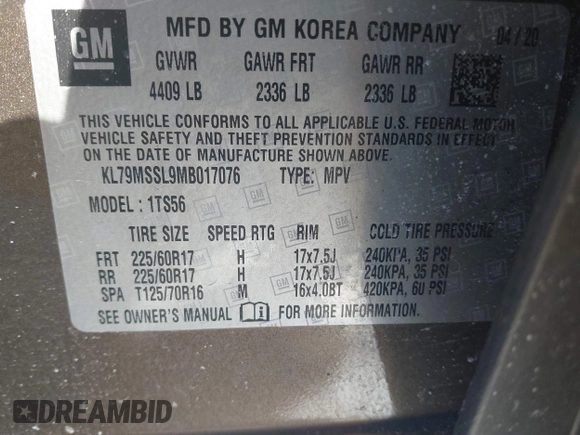 GM MFD BY GM KOREA COMPANY 04/20
GVWR GAWR FRT GAWR RR
4409 LB 2336 LB 2336 LB
THIS VEHICLE CONFORMS TO ALL APPLICABLE U.S. FEDERAL MOTOR
VEHICLE SAFETY AND THEFT PREVENTION STANDARDS IN EFFECT
ON THE DATE OF MANUFACTURE SHOWN ABOVE.
KL79MSSL9MB017076 TYPE: MPV
MODEL: 1TS56
TIRE SIZE SPEED RTG RIM COLD TIRE PRESSURE
FRT 225/60R17 H 17x7.5J 240KPA, 35 PSI
RR 225/60R17 H 17x7.5J 240KPA, 35 PSI
SPA T125/70R16 M 16x4.0BT 420KPA, 60 PSI
SEE OWNER'S MANUAL FOR MORE INFORMATION.
DREAMBID